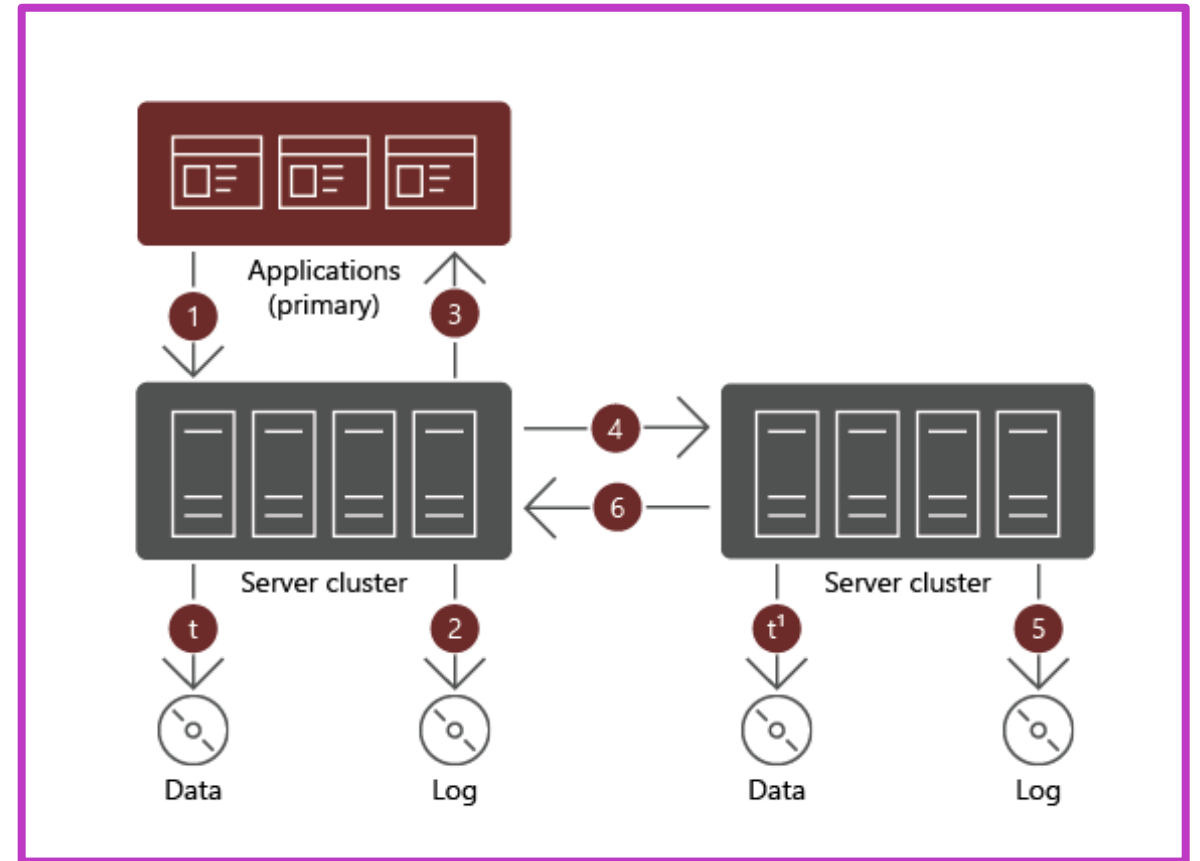 Applications
(primary)
1
3
4
6
Server cluster
Server cluster
t
2
t¹
5
Data
Log
Data
Log